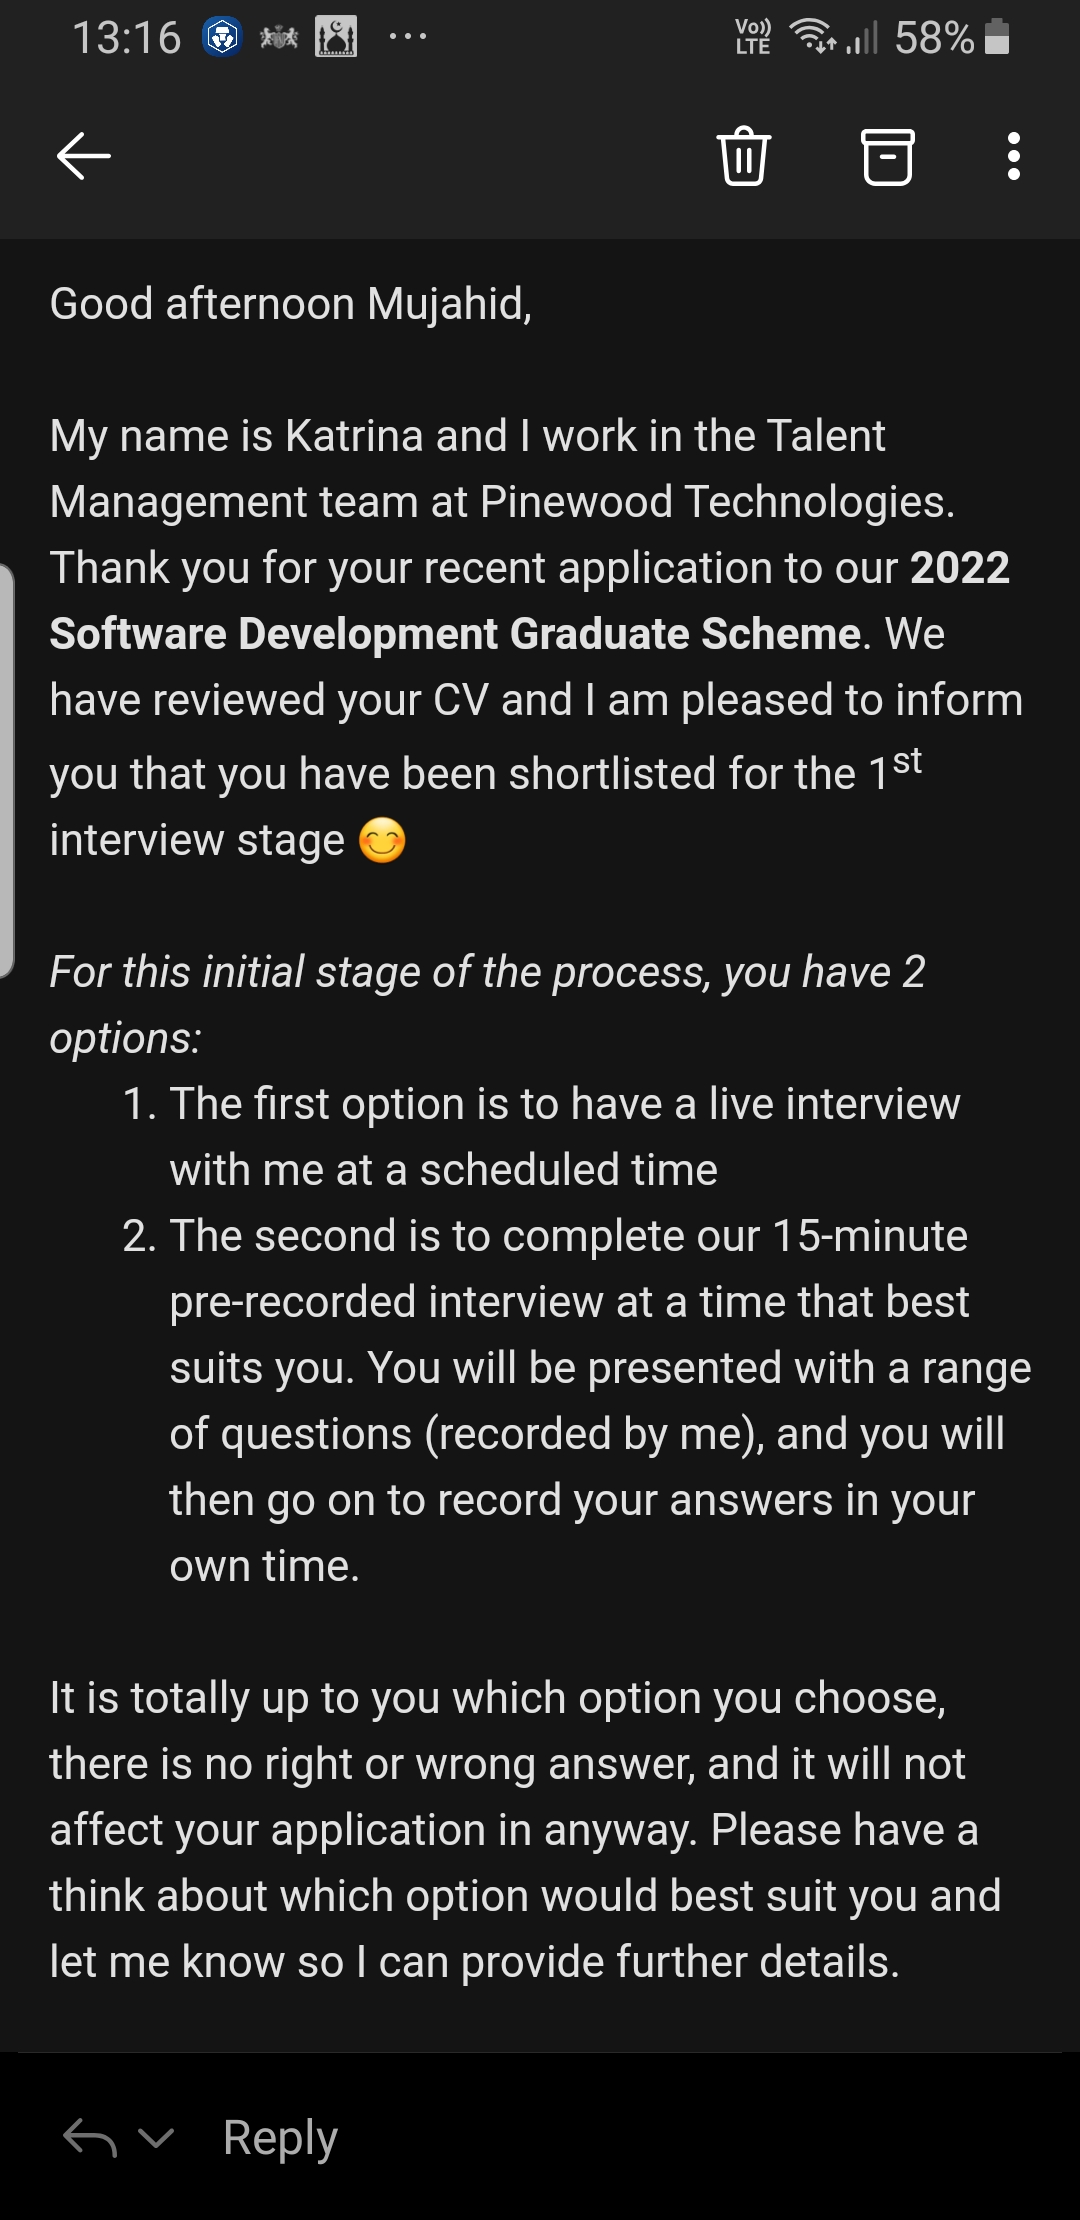 13:16 ... Vo)) LTE 58%
Good afternoon Mujahid,
My name is Katrina and I work in the Talent
Management team at Pinewood Technologies.
Thank you for your recent application to our 2022
Software Development Graduate Scheme. We
have reviewed your CV and I am pleased to inform
you that you have been shortlisted for the 1st
interview stage 😊
For this initial stage of the process, you have 2
options:
1. The first option is to have a live interview
with me at a scheduled time
2. The second is to complete our 15-minute
pre-recorded interview at a time that best
suits you. You will be presented with a range
of questions (recorded by me), and you will
then go on to record your answers in your
own time.
It is totally up to you which option you choose,
there is no right or wrong answer, and it will not
affect your application in anyway. Please have a
think about which option would best suit you and
let me know so I can provide further details.
Reply